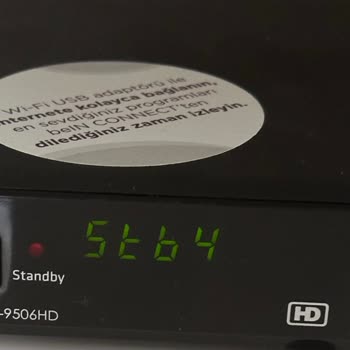 Wi-Fi USB adaptörü ile
internete kolayca bağlanın,
en sevdiğiniz programları
beIN CONNECT'ten
dilediğiniz zaman izleyin.
Stb4
Standby
-9506HD
HD